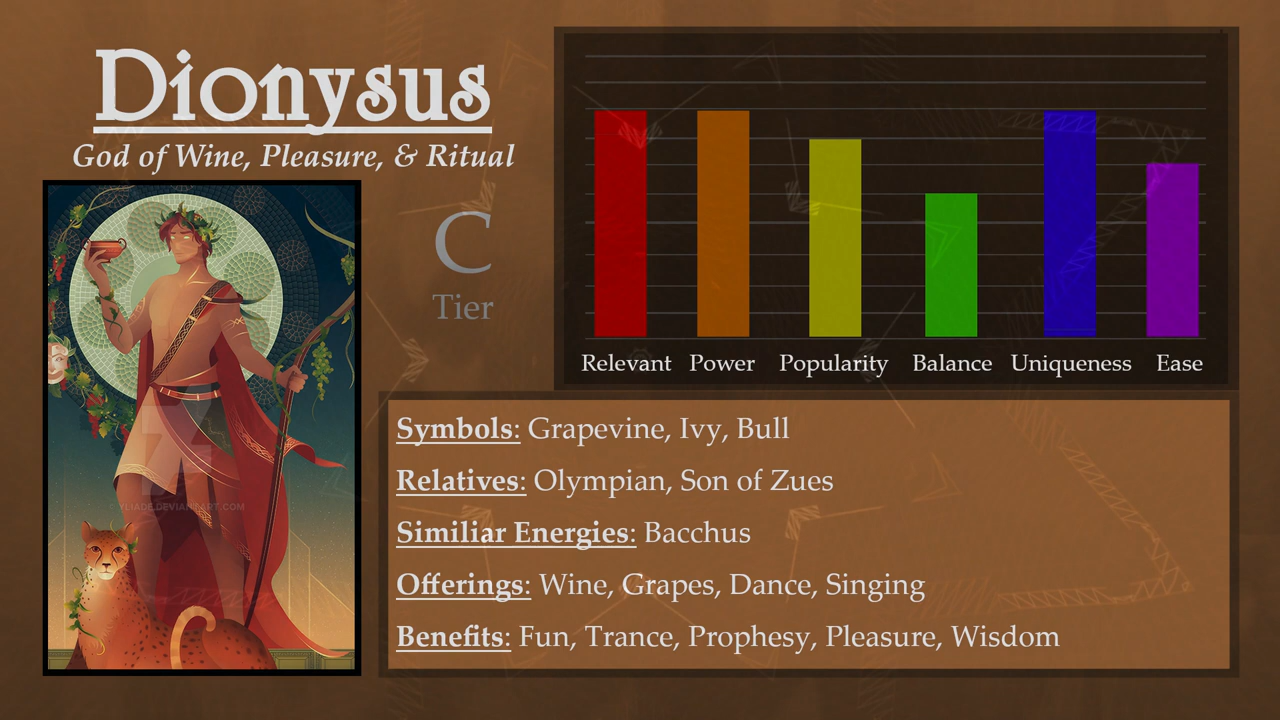 Dionysus
God of Wine, Pleasure, & Ritual
C
Tier
Relevant Power Popularity Balance Uniqueness Ease
Symbols: Grapevine, Ivy, Bull
Relatives: Olympian, Son of Zues
Similiar Energies: Bacchus
Offerings: Wine, Grapes, Dance, Singing
Benefits: Fun, Trance, Prophesy, Pleasure, Wisdom